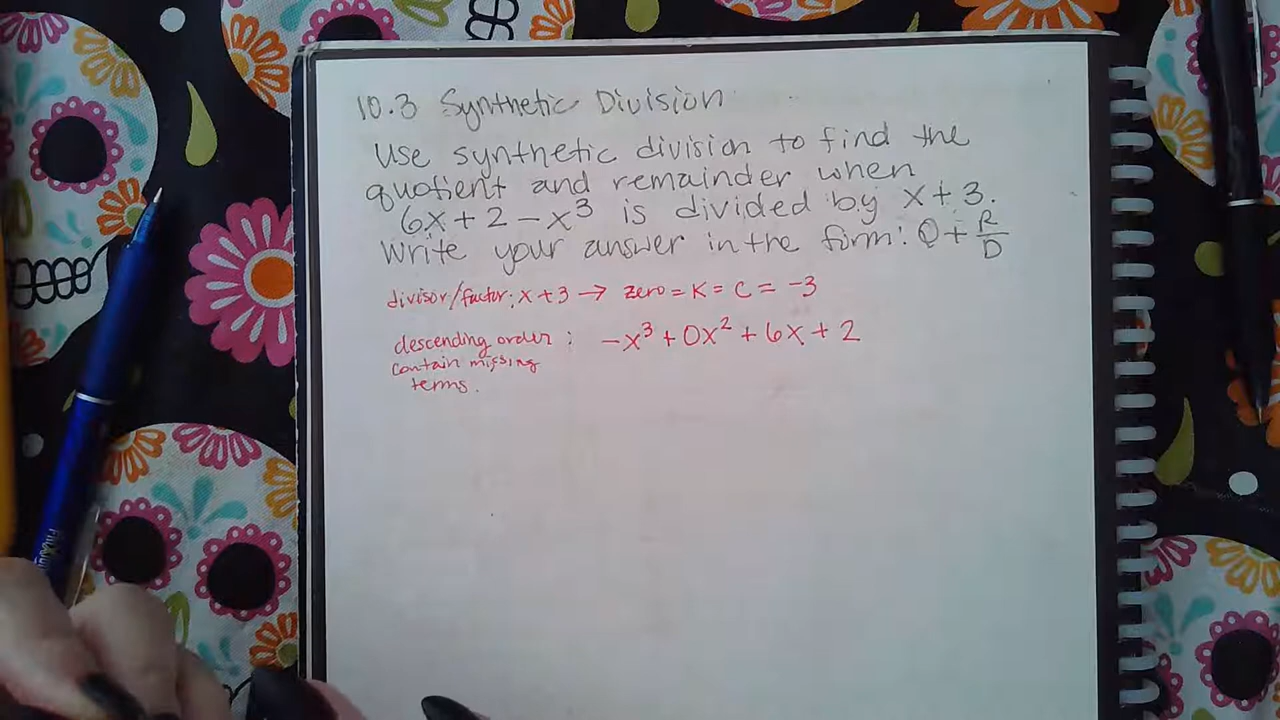 10.3 Synthetic Division
Use synthetic division to find the
quotient and remainder when
6x + 2 - x³ is divided by x + 3.
Write your answer in the form: Q + R/D
divisor/factor: x + 3 → zero = K = C = -3
descending order : -x³ + 0x² + 6x + 2
contain missing
terms.